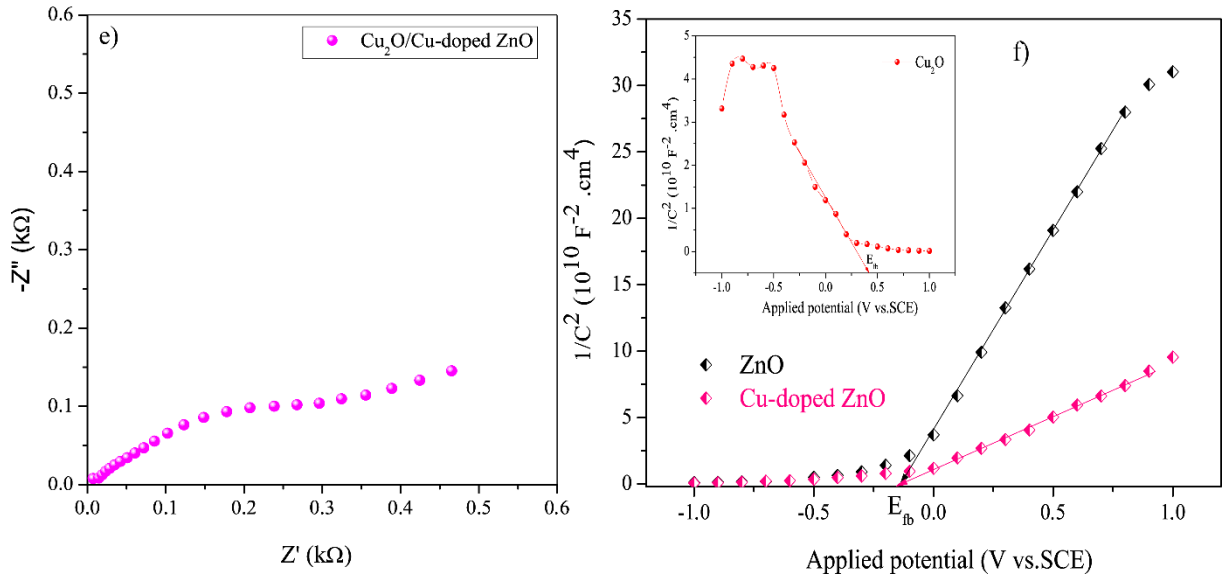 e)
Cu₂O/Cu-doped ZnO
-Z'' (kΩ)
0.6
0.5
0.4
0.3
0.2
0.1
0.0
0.0 0.1 0.2 0.3 0.4 0.5 0.6
Z' (kΩ)
f)
1/C² (10¹⁰ F⁻² .cm⁴)
35
30
25
20
15
10
5
0
-1.0 -0.5 0.0 0.5 1.0
E_fb
Applied potential (V vs.SCE)
ZnO
Cu-doped ZnO
Cu₂O
1/C² (10¹⁰ F⁻² .cm⁴)
5
4
3
2
1
0
E_fb
-1.0 -0.5 0.0 0.5 1.0
Applied potential (V vs.SCE)